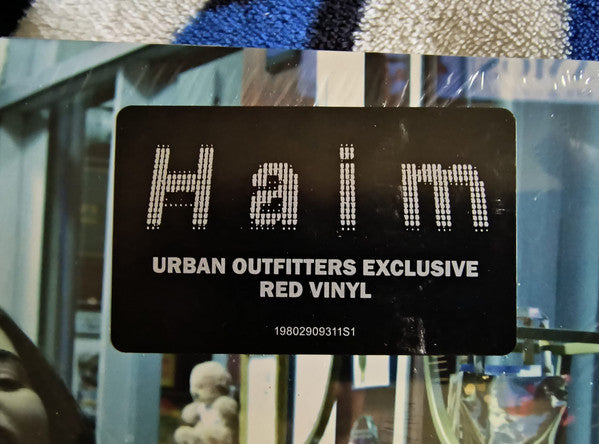 Haim
URBAN OUTFITTERS EXCLUSIVE
RED VINYL
19802909311S1